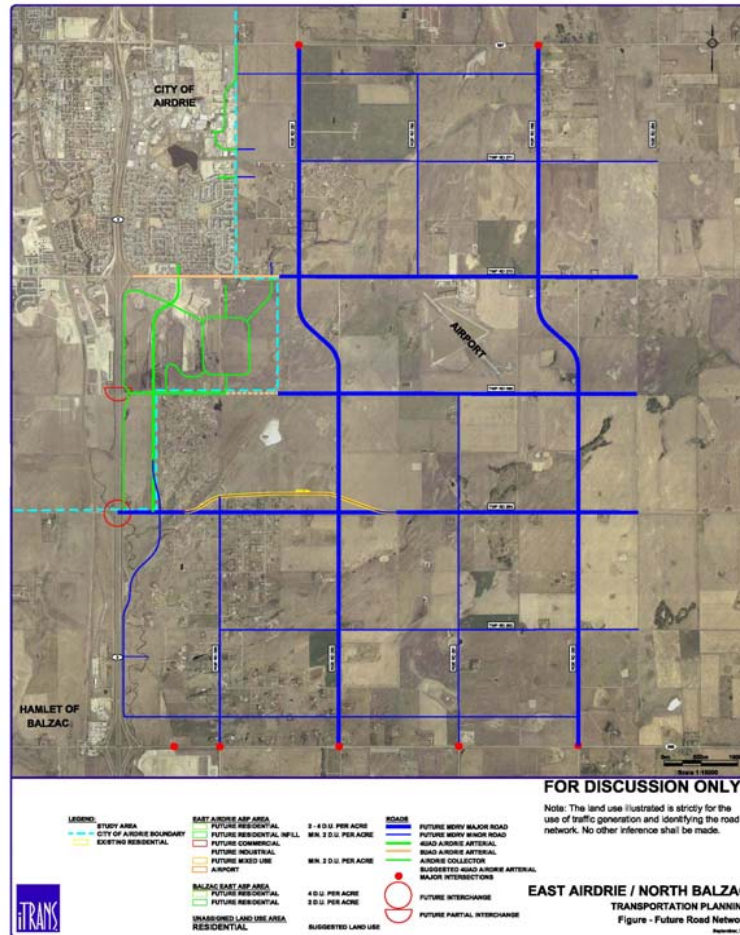 CITY OF
AIRDRIE
AIRPORT
HAMLET OF
BALZAC
FOR DISCUSSION ONLY
Note: The land use illustrated is strictly for the
use of traffic generation and identifying the road
network. No other inference shall be made.
LEGEND:
STUDY AREA
CITY OF AIRDRIE BOUNDARY
EXISTING RESIDENTIAL
EAST AIRDRIE ASP AREA
FUTURE RESIDENTIAL 2 - 4 D.U. PER ACRE
FUTURE RESIDENTIAL INFILL MIN. 2 D.U. PER ACRE
FUTURE COMMERCIAL
FUTURE INDUSTRIAL
FUTURE MIXED USE MIN. 2 D.U. PER ACRE
AIRPORT
BALZAC EAST ASP AREA
FUTURE RESIDENTIAL 4 D.U. PER ACRE
FUTURE RESIDENTIAL 2 D.U. PER ACRE
UNASSIGNED LAND USE AREA
RESIDENTIAL SUGGESTED LAND USE
ROADS
FUTURE MDRV MAJOR ROAD
FUTURE MDRV MINOR ROAD
4UAD AIRDRIE ARTERIAL
6UAD AIRDRIE ARTERIAL
AIRDRIE COLLECTOR
SUGGESTED 4UAD AIRDRIE ARTERIAL
MAJOR INTERSECTIONS
FUTURE INTERCHANGE
FUTURE PARTIAL INTERCHANGE
EAST AIRDRIE / NORTH BALZAC
TRANSPORTATION PLANNIN
Figure - Future Road Netwo
September,
iTRANS